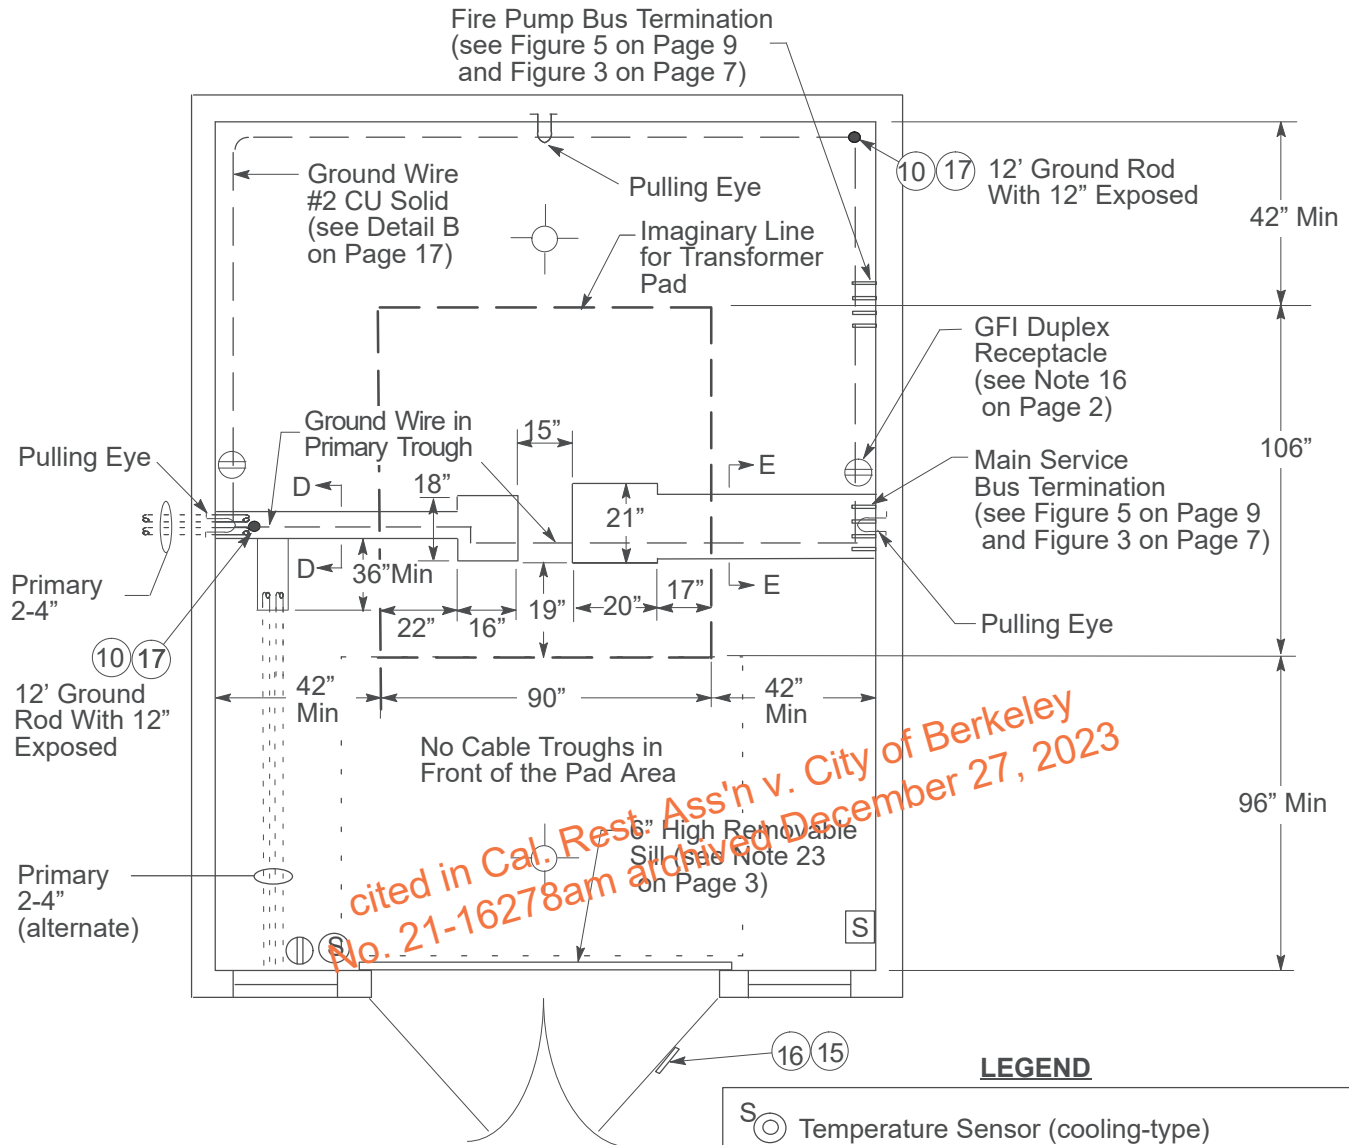 Fire Pump Bus Termination
(see Figure 5 on Page 9
and Figure 3 on Page 7)
Ground Wire
#2 CU Solid
(see Detail B
on Page 17)
Pulling Eye
10 17
12’ Ground Rod
With 12” Exposed
42” Min
Imaginary Line
for Transformer
Pad
GFI Duplex
Receptacle
(see Note 16
on Page 2)
Ground Wire in
Primary Trough
15”
106”
Pulling Eye
D
18”
E
21”
Main Service
Bus Termination
(see Figure 5 on Page 9
and Figure 3 on Page 7)
D
36”Min
E
Primary
2-4”
22”
16”
19”
20”
17”
Pulling Eye
10 17
12’ Ground
Rod With 12”
Exposed
42”
Min
90”
42”
Min
No Cable Troughs in
Front of the Pad Area
96” Min
6” High Removable
Sill (see Note 23
on Page 3)
cited in Cal. Rest. Ass'n v. City of Berkeley
No. 21-16278am archived December 27, 2023
Primary
2-4”
(alternate)
S
S
16 15
LEGEND
S
Temperature Sensor (cooling-type)